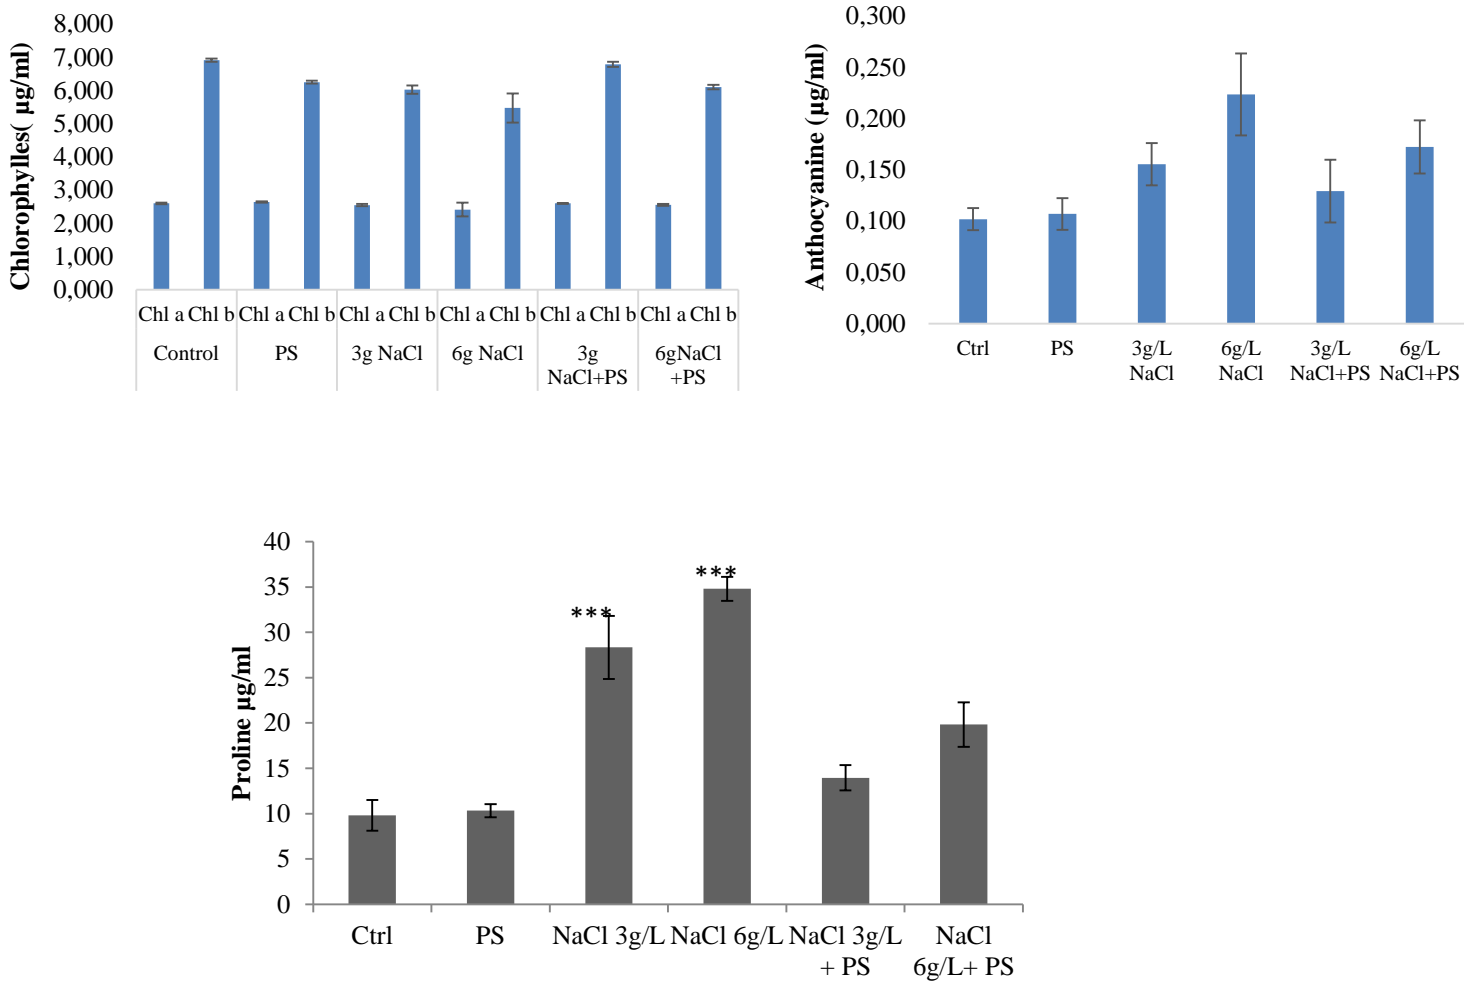 Chlorophylles( µg/ml)
8,000
7,000
6,000
5,000
4,000
3,000
2,000
1,000
0,000
Chl a Chl b Chl a Chl b Chl a Chl b Chl a Chl b Chl a Chl b Chl a Chl b
Control PS 3g NaCl 6g NaCl 3g 6gNaCl
NaCl+PS +PS
Anthocyanine (µg/ml)
0,300
0,250
0,200
0,150
0,100
0,050
0,000
Ctrl PS 3g/L 6g/L 3g/L 6g/L
NaCl NaCl NaCl+PS NaCl+PS
Proline µg/ml
40
35
30
25
20
15
10
5
0
***
***
Ctrl PS NaCl 3g/L NaCl 6g/L NaCl 3g/L NaCl
+ PS 6g/L+ PS